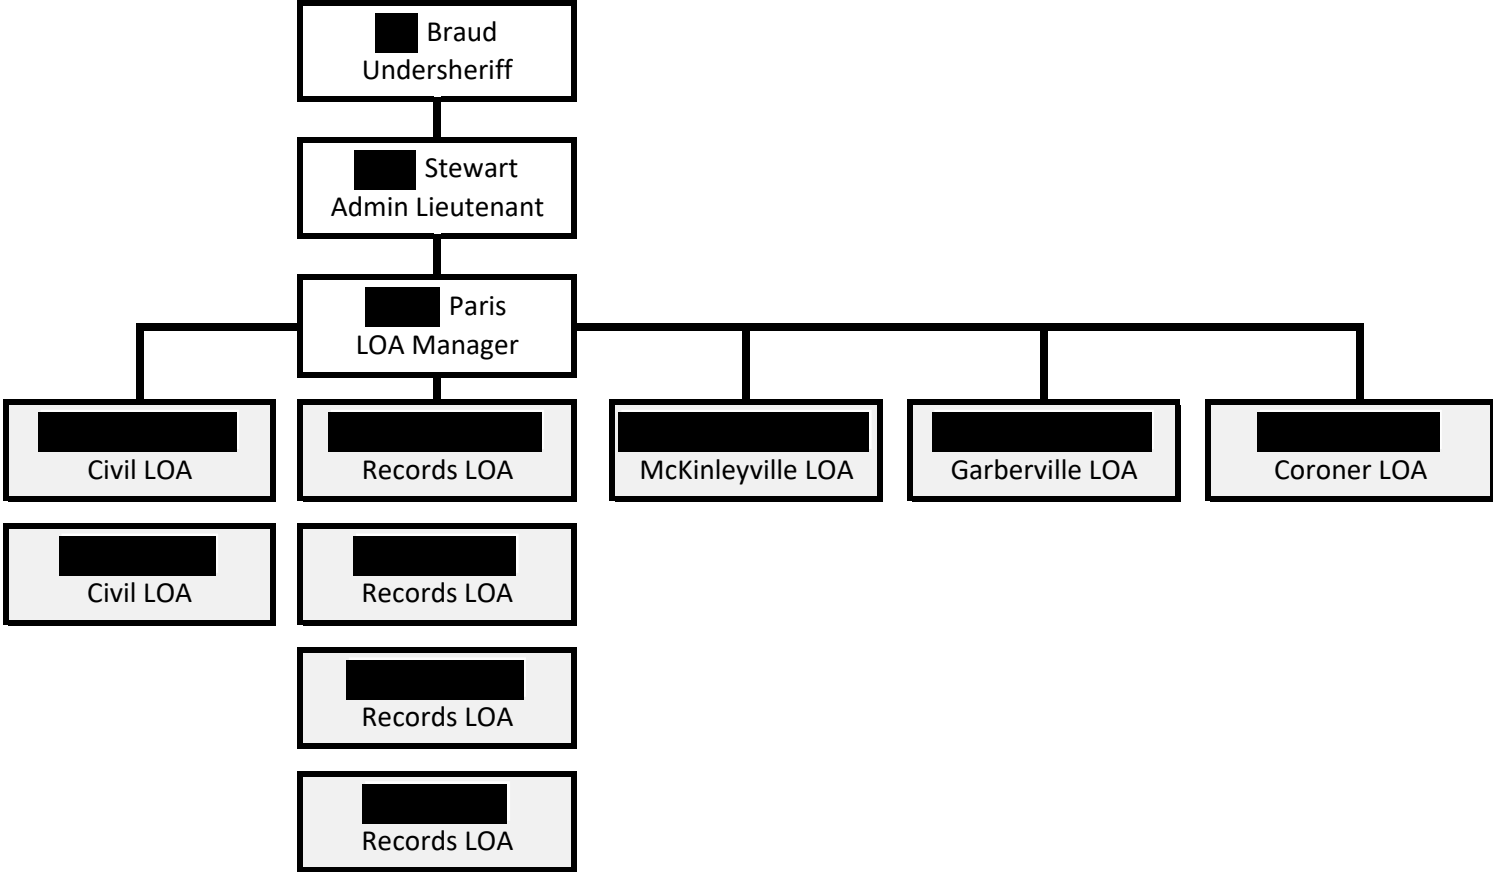 Braud
Undersheriff
Stewart
Admin Lieutenant
Paris
LOA Manager
Civil LOA
Records LOA
McKinleyville LOA
Garberville LOA
Coroner LOA
Civil LOA
Records LOA
Records LOA
Records LOA